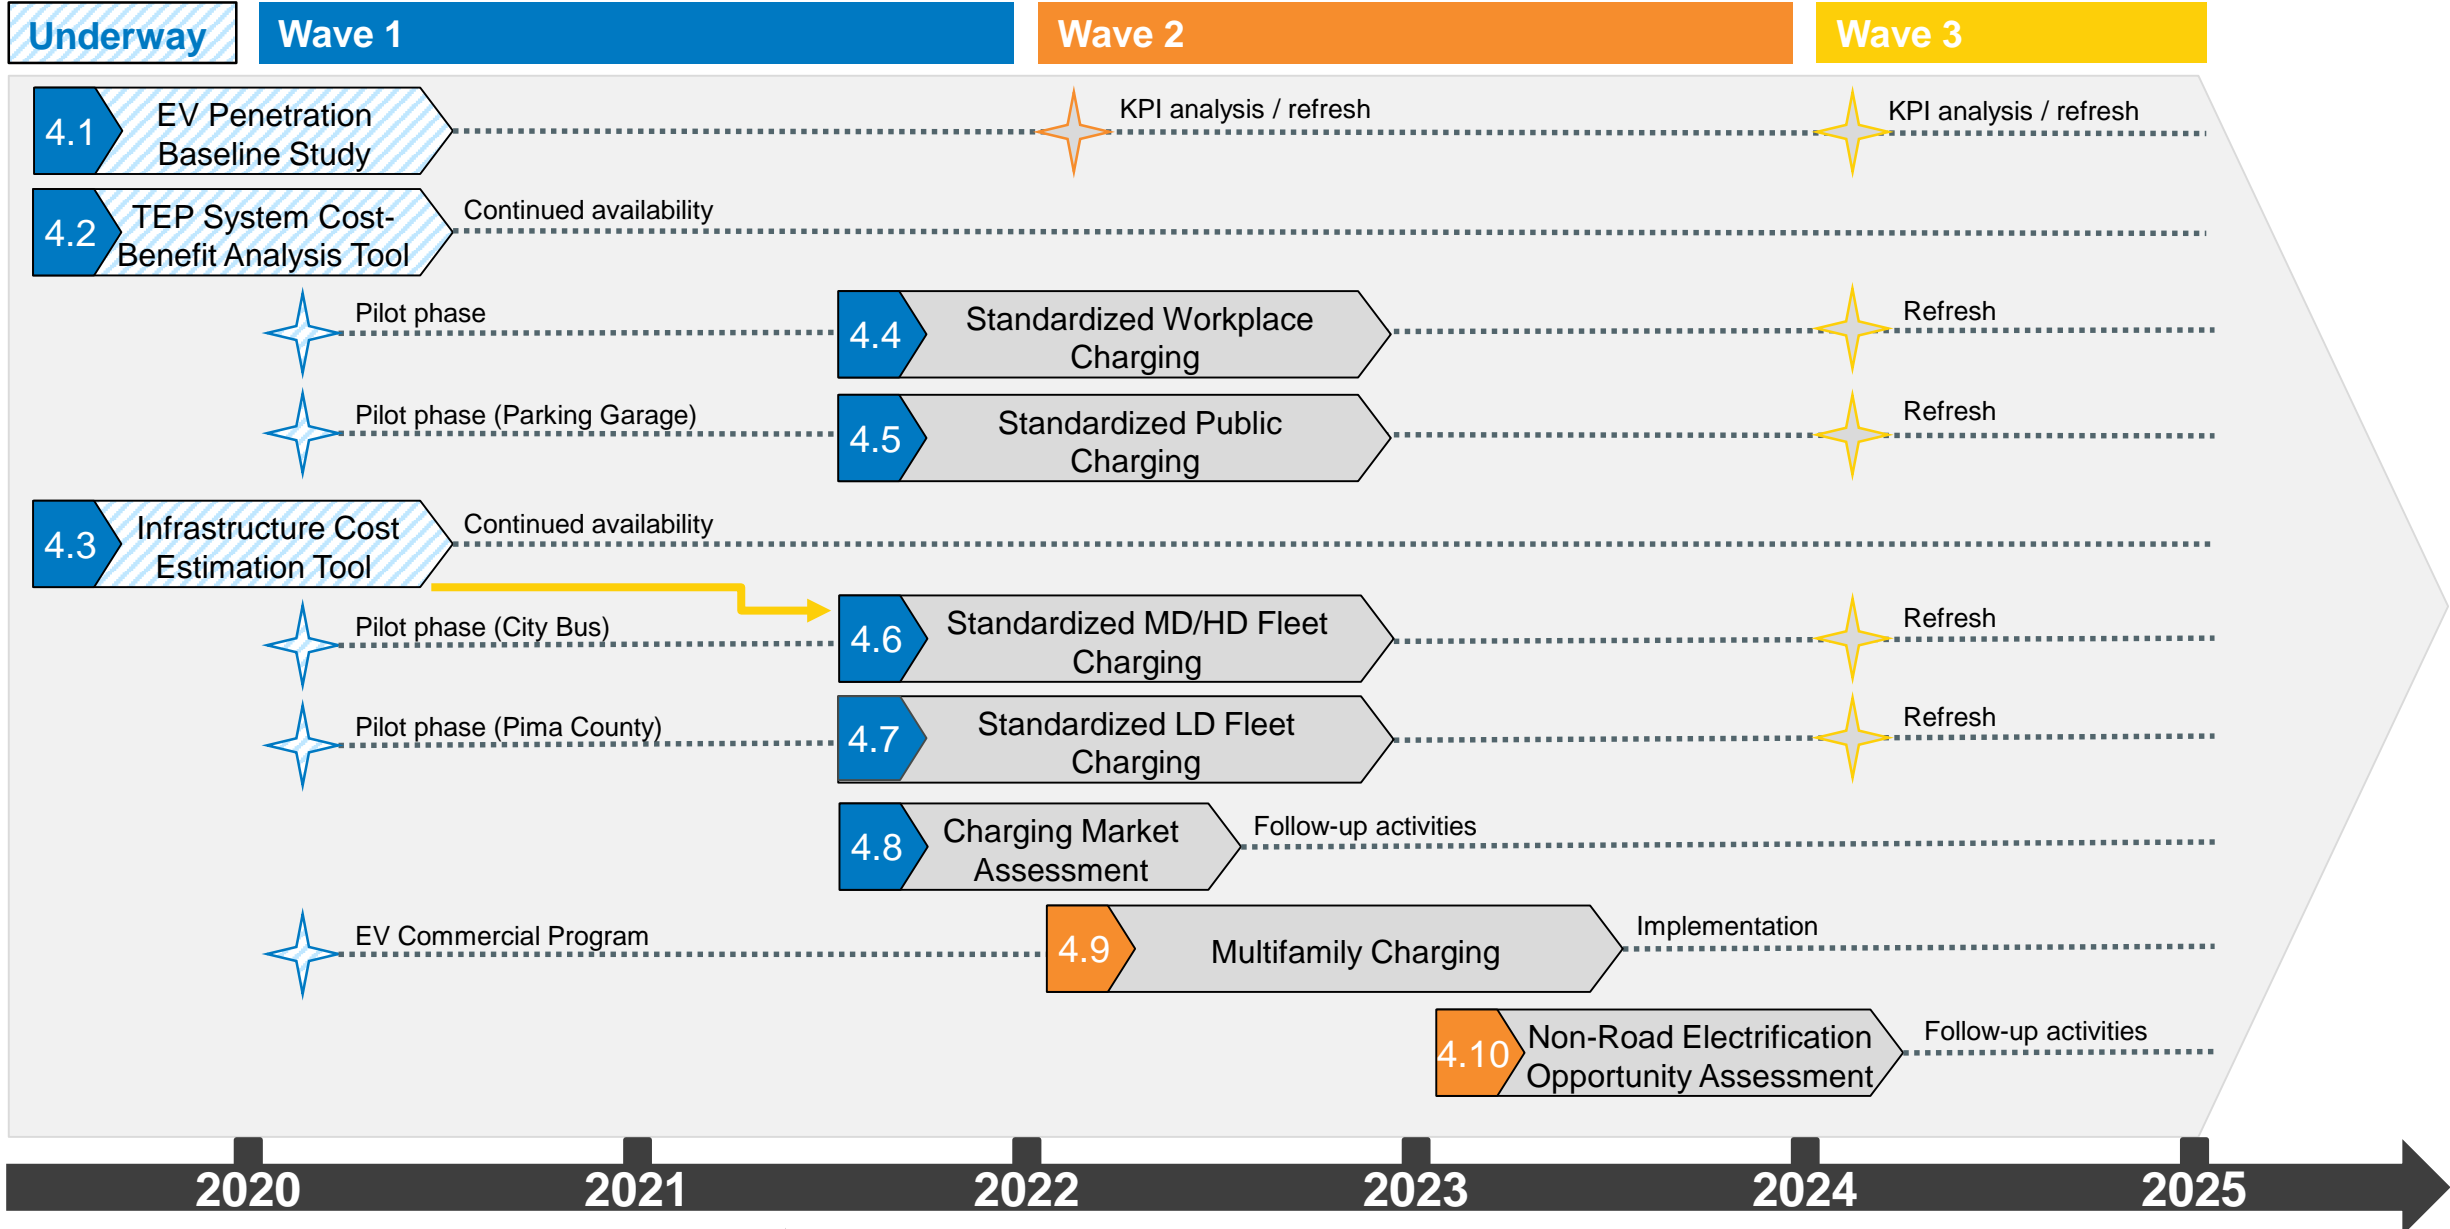 Underway
Wave 1
Wave 2
Wave 3
4.1
EV Penetration
Baseline Study
KPI analysis / refresh
KPI analysis / refresh
4.2
TEP System Cost-
Benefit Analysis Tool
Continued availability
Pilot phase
4.4
Standardized Workplace
Charging
Refresh
Pilot phase (Parking Garage)
4.5
Standardized Public
Charging
Refresh
4.3
Infrastructure Cost
Estimation Tool
Continued availability
Pilot phase (City Bus)
4.6
Standardized MD/HD Fleet
Charging
Refresh
Pilot phase (Pima County)
4.7
Standardized LD Fleet
Charging
Refresh
4.8
Charging Market
Assessment
Follow-up activities
EV Commercial Program
4.9
Multifamily Charging
Implementation
4.10
Non-Road Electrification
Opportunity Assessment
Follow-up activities
2020
2021
2022
2023
2024
2025